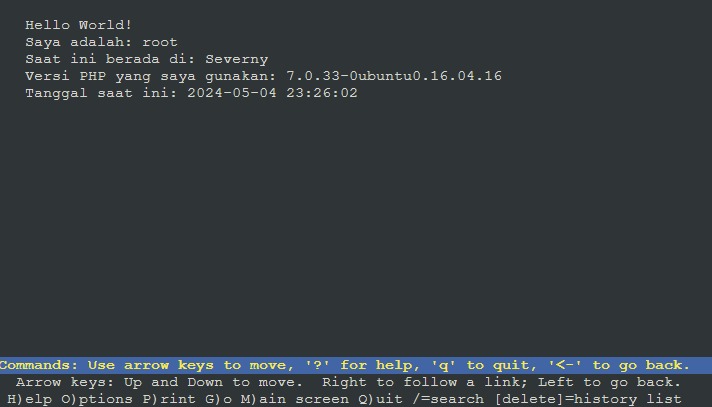 Hello World!
Saya adalah: root
Saat ini berada di: Severny
Versi PHP yang saya gunakan: 7.0.33-0ubuntu0.16.04.16
Tanggal saat ini: 2024-05-04 23:26:02
Commands: Use arrow keys to move, '?' for help, 'q' to quit, '<-' to go back.
Arrow keys: Up and Down to move.  Right to follow a link; Left to go back.
H)elp O)ptions P)rint G)o M)ain screen Q)uit /=search [delete]=history list